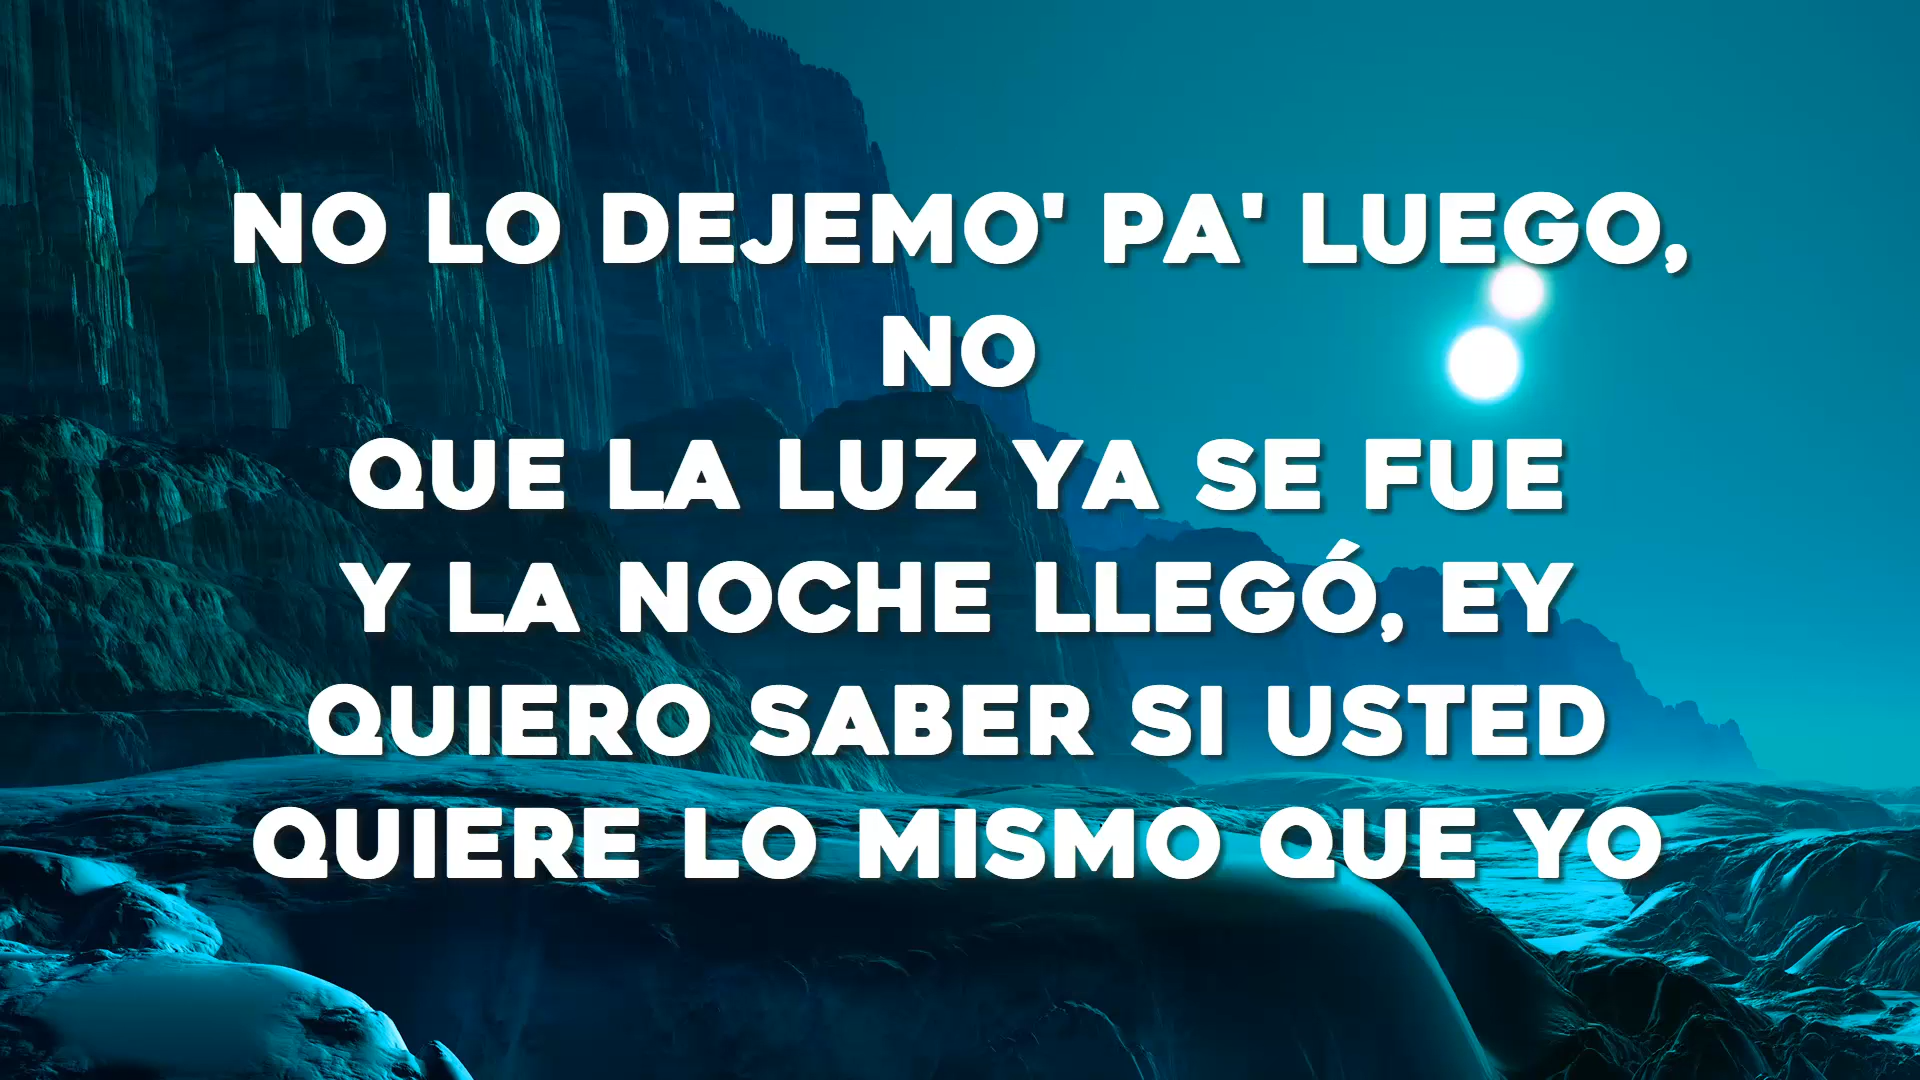 NO LO DEJEMO' PA' LUEGO,
NO
QUE LA LUZ YA SE FUE
Y LA NOCHE LLEGÓ, EY
QUIERO SABER SI USTED
QUIERE LO MISMO QUE YO